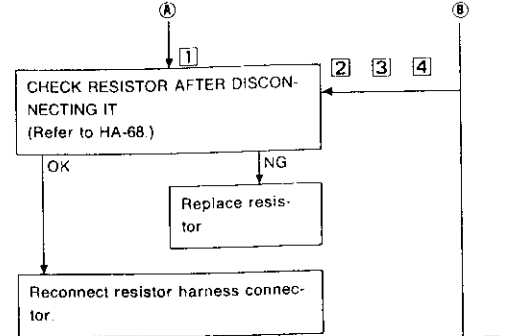 Ⓐ Ⓑ
1
2 3 4
CHECK RESISTOR AFTER DISCON-
NECTING IT
(Refer to HA-68.)
OK
NG
Replace resis-
tor
Reconnect resistor harness connec-
tor.